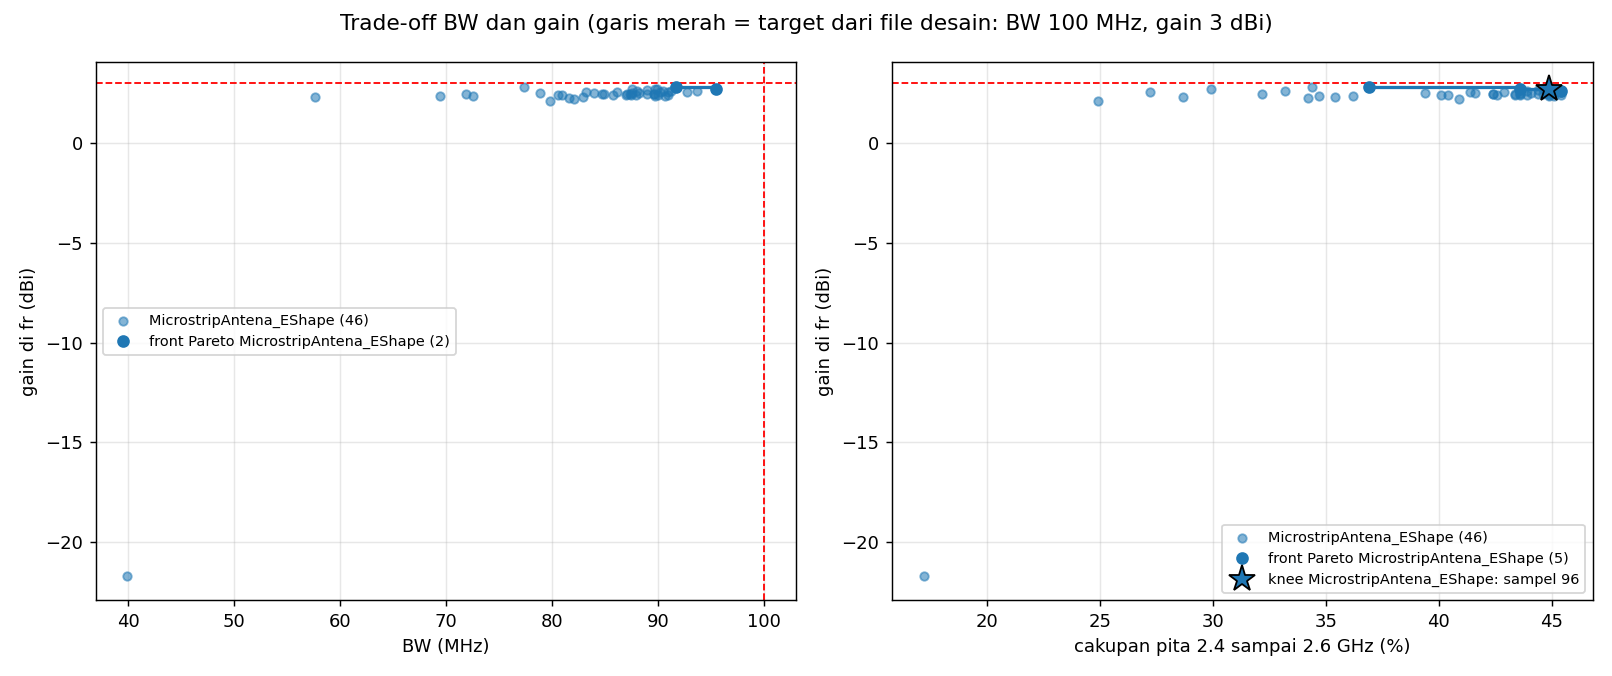 Trade-off BW dan gain (garis merah = target dari file desain: BW 100 MHz, gain 3 dBi)
gain di fr (dBi)
0
−5
−10
−15
−20
MicrostripAntena_EShape (46)
front Pareto MicrostripAntena_EShape (2)
40 50 60 70 80 90 100
BW (MHz)
gain di fr (dBi)
0
−5
−10
−15
−20
MicrostripAntena_EShape (46)
front Pareto MicrostripAntena_EShape (5)
knee MicrostripAntena_EShape: sampel 96
20 25 30 35 40 45
cakupan pita 2.4 sampai 2.6 GHz (%)